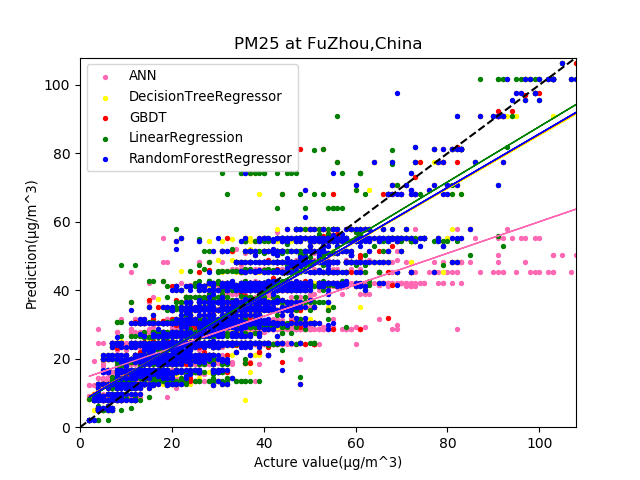 PM25 at FuZhou,China
ANN
DecisionTreeRegressor
GBDT
LinearRegression
RandomForestRegressor
100
80
60
40
20
0
Prediction(μg/m^3)
0 20 40 60 80 100
Acture value(μg/m^3)